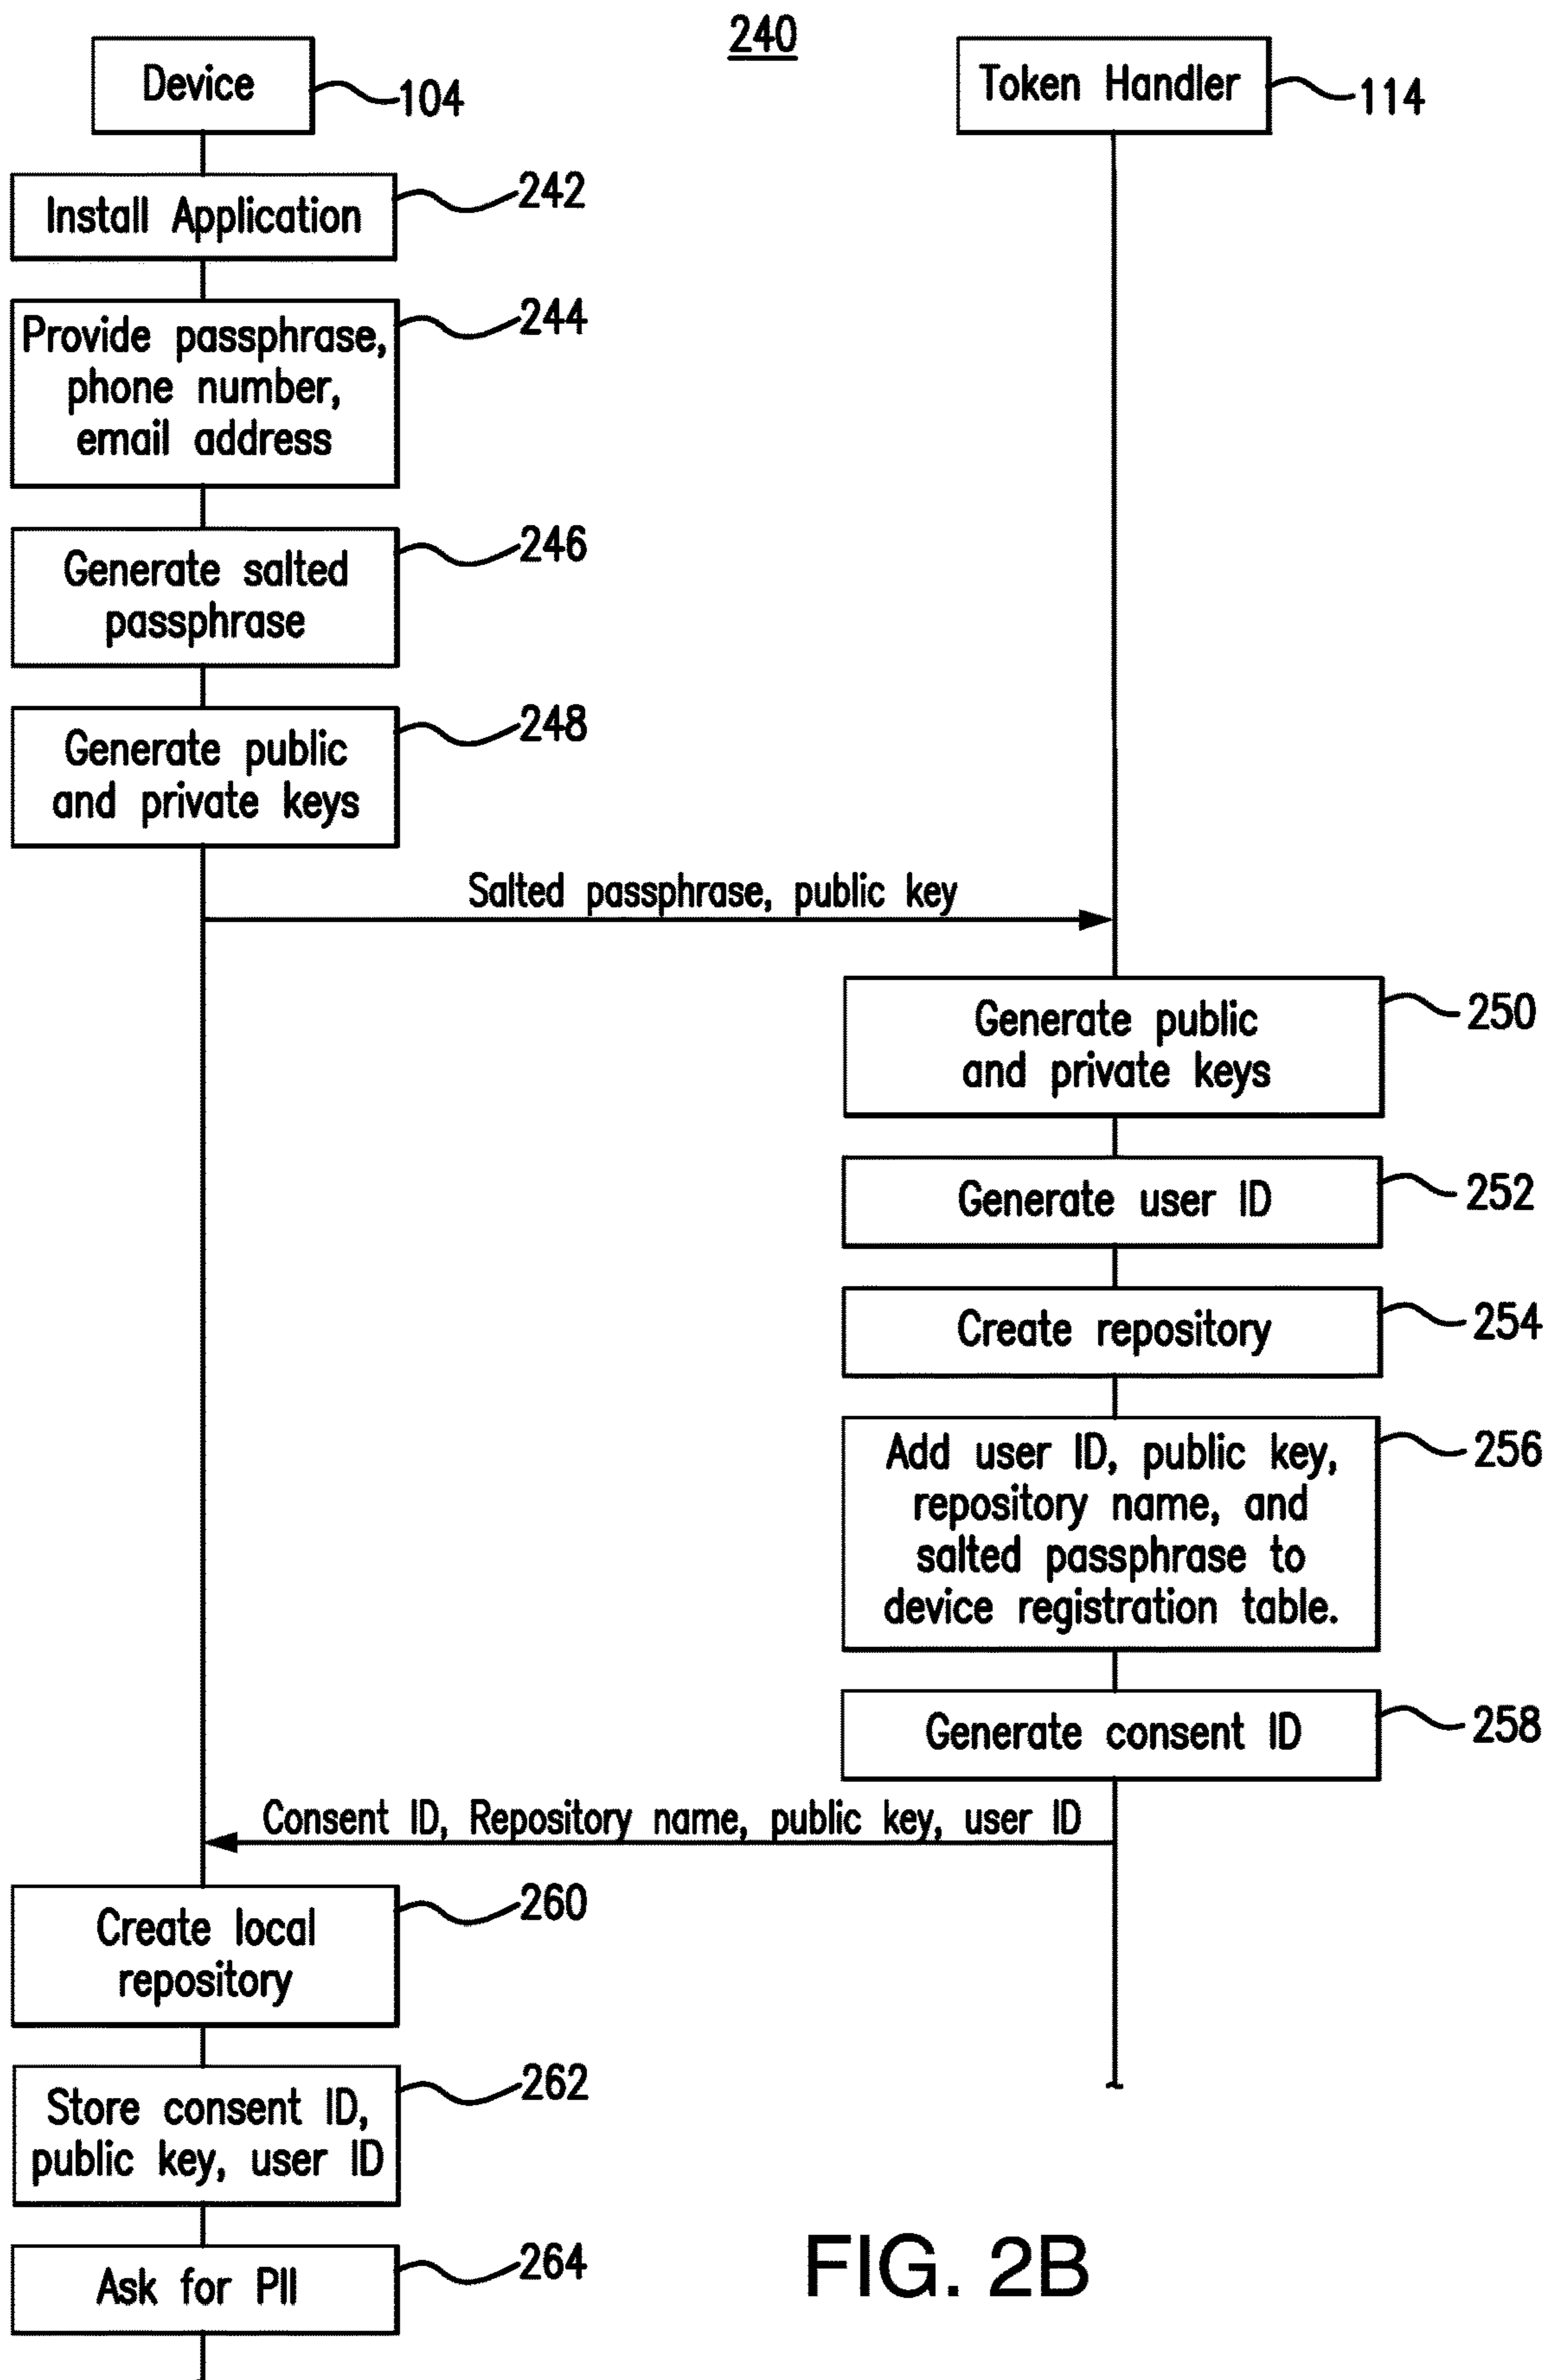 240
Device
104
Token Handler
114
Install Application
242
Provide passphrase,
phone number,
email address
244
Generate salted
passphrase
246
Generate public
and private keys
248
Salted passphrase, public key
Generate public
and private keys
250
Generate user ID
252
Create repository
254
Add user ID, public key,
repository name, and
salted passphrase to
device registration table.
256
Generate consent ID
258
Consent ID, Repository name, public key, user ID
Create local
repository
260
Store consent ID,
public key, user ID
262
Ask for PII
264
FIG. 2B